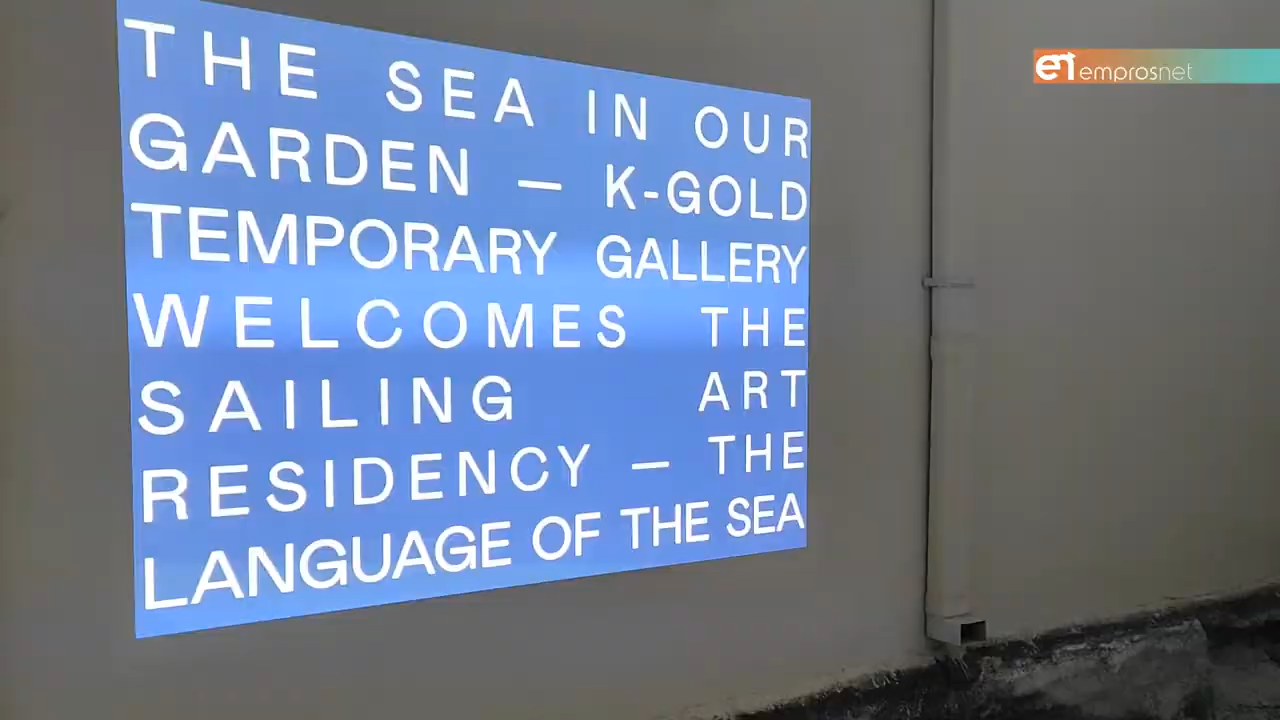 THE SEA IN OUR
GARDEN — K-GOLD
TEMPORARY GALLERY
WELCOMES THE
SAILING ART
RESIDENCY — THE
LANGUAGE OF THE SEA
emprosnet